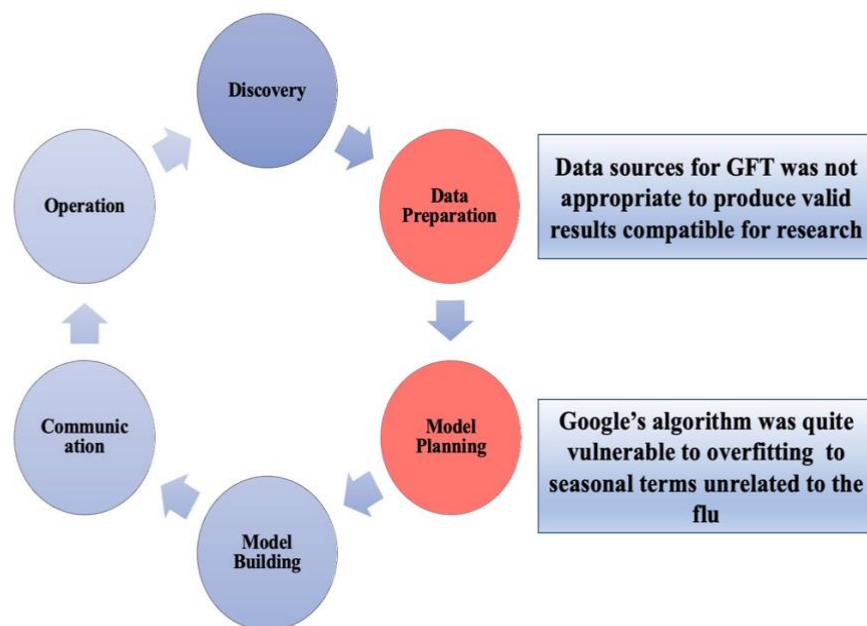 Discovery
Data
Preparation
Data sources for GFT was not
appropriate to produce valid
results compatible for research
Model
Planning
Google's algorithm was quite
vulnerable to overfitting to
seasonal terms unrelated to the
flu
Model
Building
Communic
ation
Operation